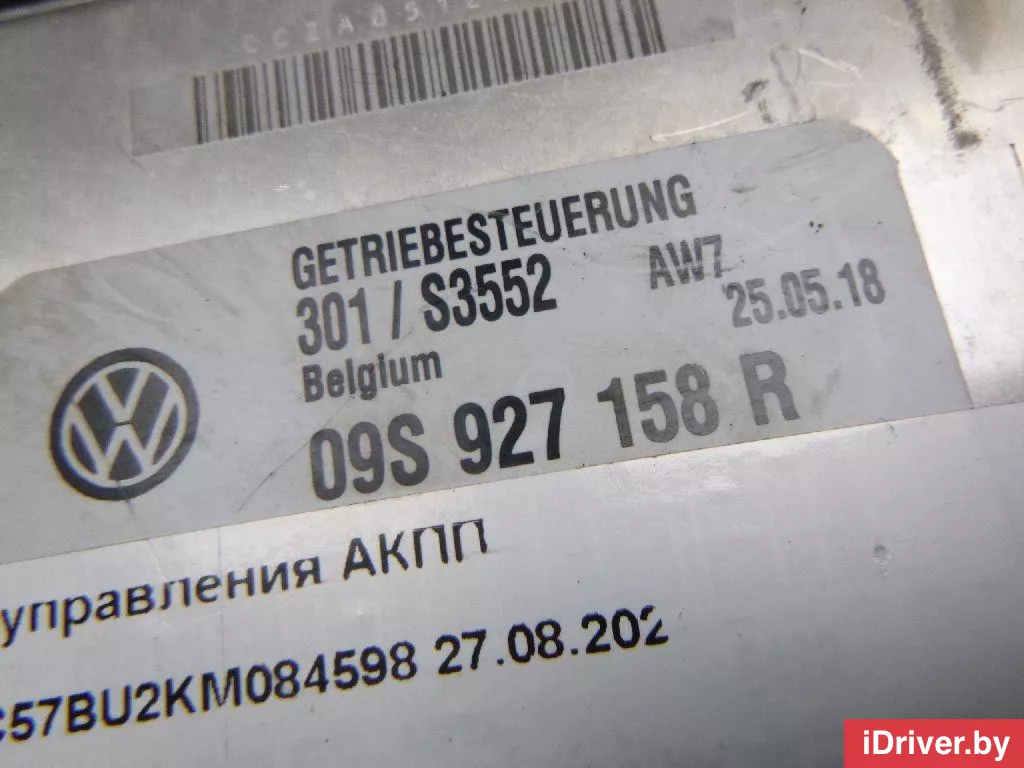 GETRIEBESTEUERUNG
301 / S3552 AW7
Belgium 25.05.18
09S 927 158 R
управления АКПП
57BU2KM084598 27.08.202
iDriver.by